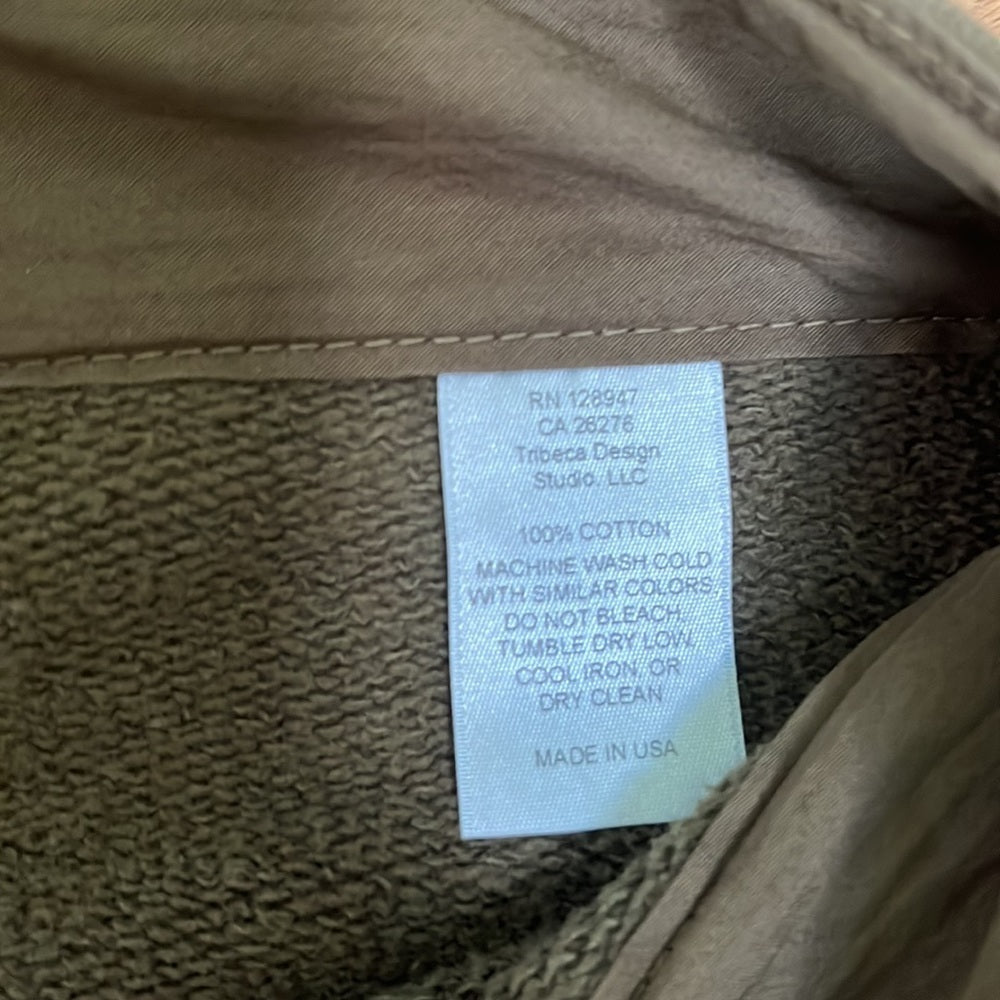 RN 128947
CA 26276
Tribeca Design
Studio, LLC
100% COTTON
MACHINE WASH COLD
WITH SIMILAR COLORS.
DO NOT BLEACH.
TUMBLE DRY LOW.
COOL IRON, OR
DRY CLEAN
MADE IN USA